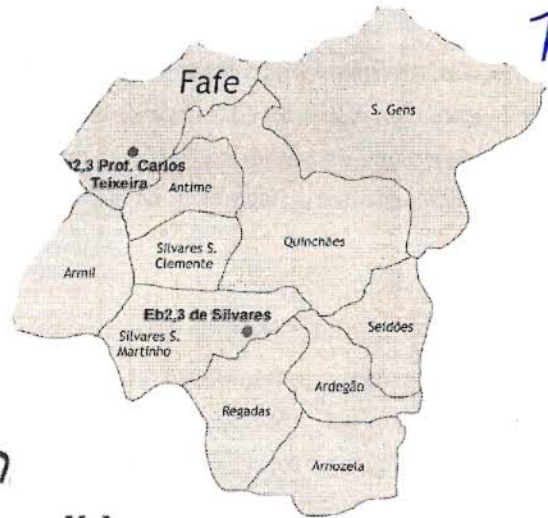 Fafe
S. Gens
2,3 Prof. Carlos
Teixeira
Antime
Quinchães
Silvares S.
Clemente
Armil
Eb2,3 de Silvares
Silvares S.
Martinho
Seidões
Ardegão
Regadas
Arnozela